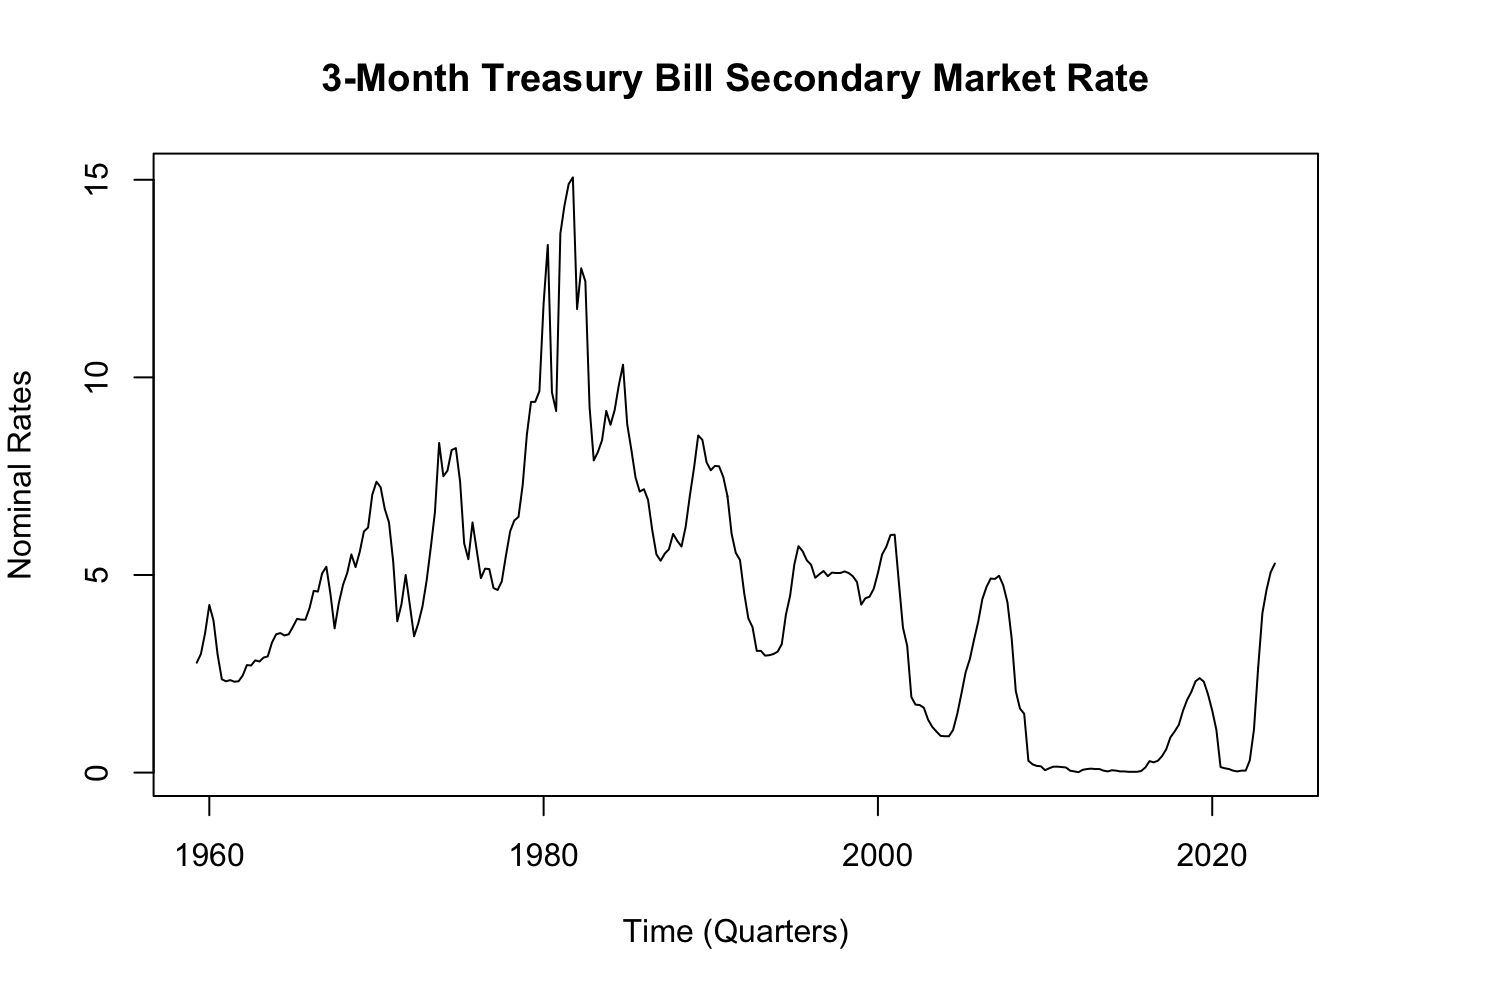 3-Month Treasury Bill Secondary Market Rate
Nominal Rates
15
10
5
0
1960 1980 2000 2020
Time (Quarters)